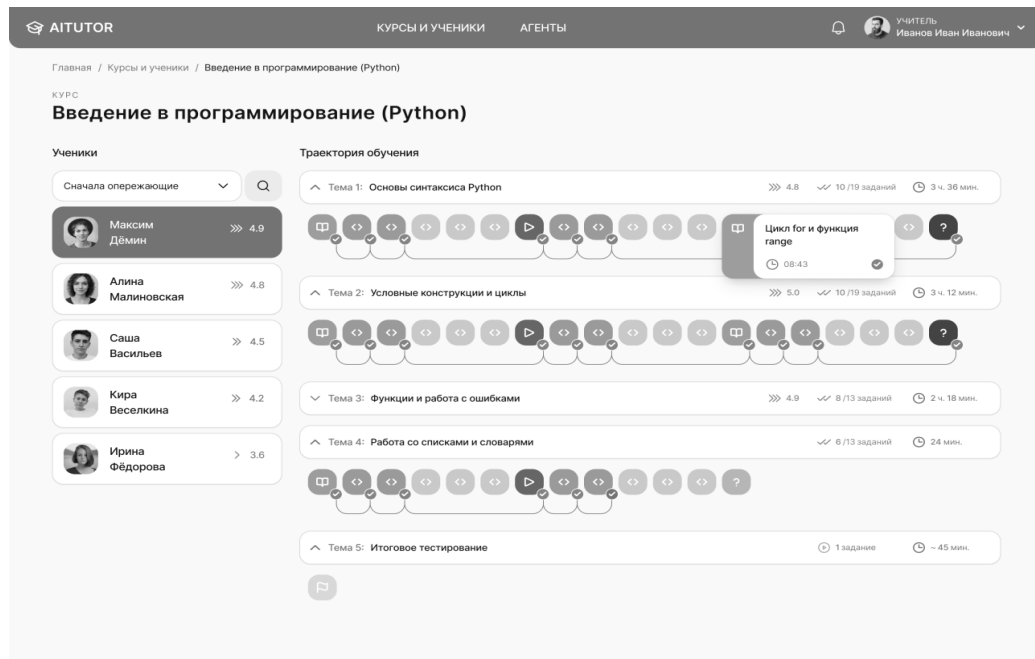 AITUTOR
КУРСЫ И УЧЕНИКИ
АГЕНТЫ
УЧИТЕЛЬ
Иванов Иван Иванович
Главная / Курсы и ученики / Введение в программирование (Python)
КУРС
Введение в программирование (Python)
Ученики
Сначала опережающие
Максим
Дёмин
4.9
Алина
Малиновская
4.8
Саша
Васильев
4.5
Кира
Веселкина
4.2
Ирина
Фёдорова
3.6
Траектория обучения
Тема 1: Основы синтаксиса Python
4.8
10 /19 заданий
3 ч. 36 мин.
Цикл for и функция
range
08:43
?
Тема 2: Условные конструкции и циклы
5.0
10 /19 заданий
3 ч. 12 мин.
?
Тема 3: Функции и работа с ошибками
4.9
8 /13 заданий
2 ч. 18 мин.
Тема 4: Работа со списками и словарями
6 /13 заданий
24 мин.
?
Тема 5: Итоговое тестирование
1 задание
~ 45 мин.